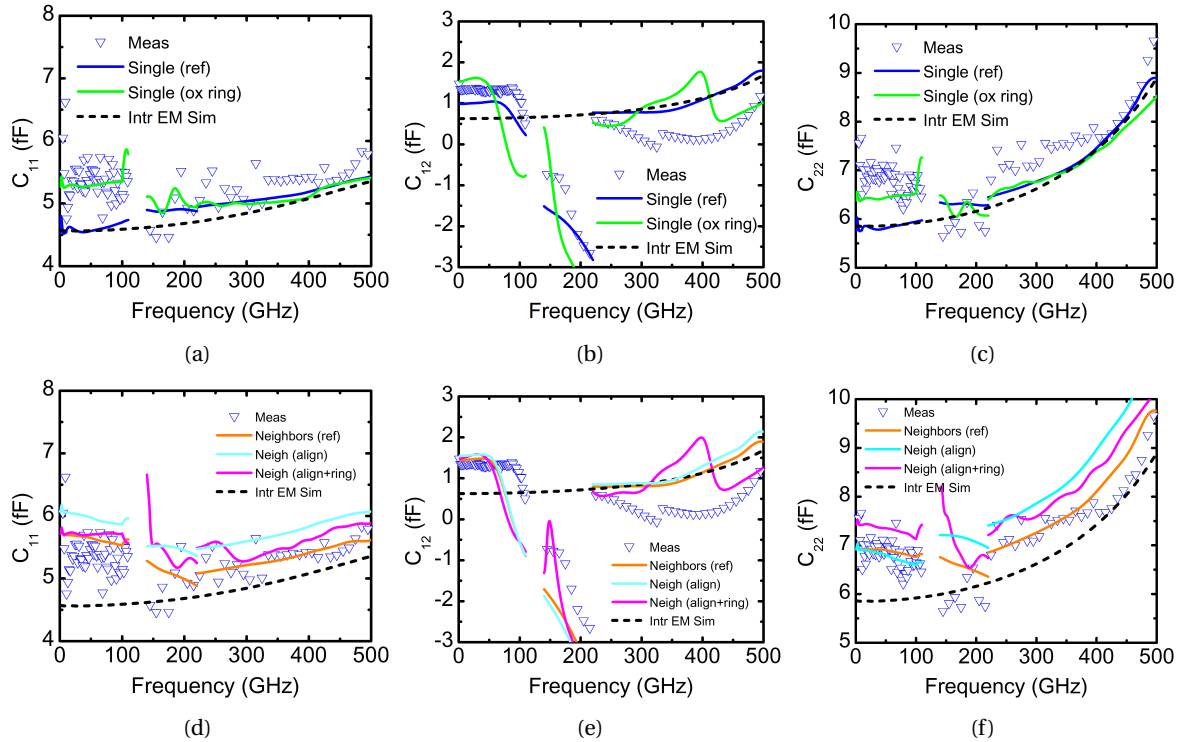 8
7
6
5
4
C11 (fF)
Meas
Single (ref)
Single (ox ring)
Intr EM Sim
0 100 200 300 400 500
Frequency (GHz)
(a)
3
2
1
0
-1
-2
-3
C12 (fF)
Meas
Single (ref)
Single (ox ring)
Intr EM Sim
0 100 200 300 400 500
Frequency (GHz)
(b)
10
9
8
7
6
5
C22 (fF)
Meas
Single (ref)
Single (ox ring)
Intr EM Sim
0 100 200 300 400 500
Frequency (GHz)
(c)
8
7
6
5
4
C11 (fF)
Meas
Neighbors (ref)
Neigh (align)
Neigh (align+ring)
Intr EM Sim
0 100 200 300 400 500
Frequency (GHz)
(d)
3
2
1
0
-1
-2
-3
C12 (fF)
Meas
Neighbors (ref)
Neigh (align)
Neigh (align+ring)
Intr EM Sim
0 100 200 300 400 500
Frequency (GHz)
(e)
10
9
8
7
6
5
C22 (fF)
Meas
Neighbors (ref)
Neigh (align)
Neigh (align+ring)
Intr EM Sim
0 100 200 300 400 500
Frequency (GHz)
(f)